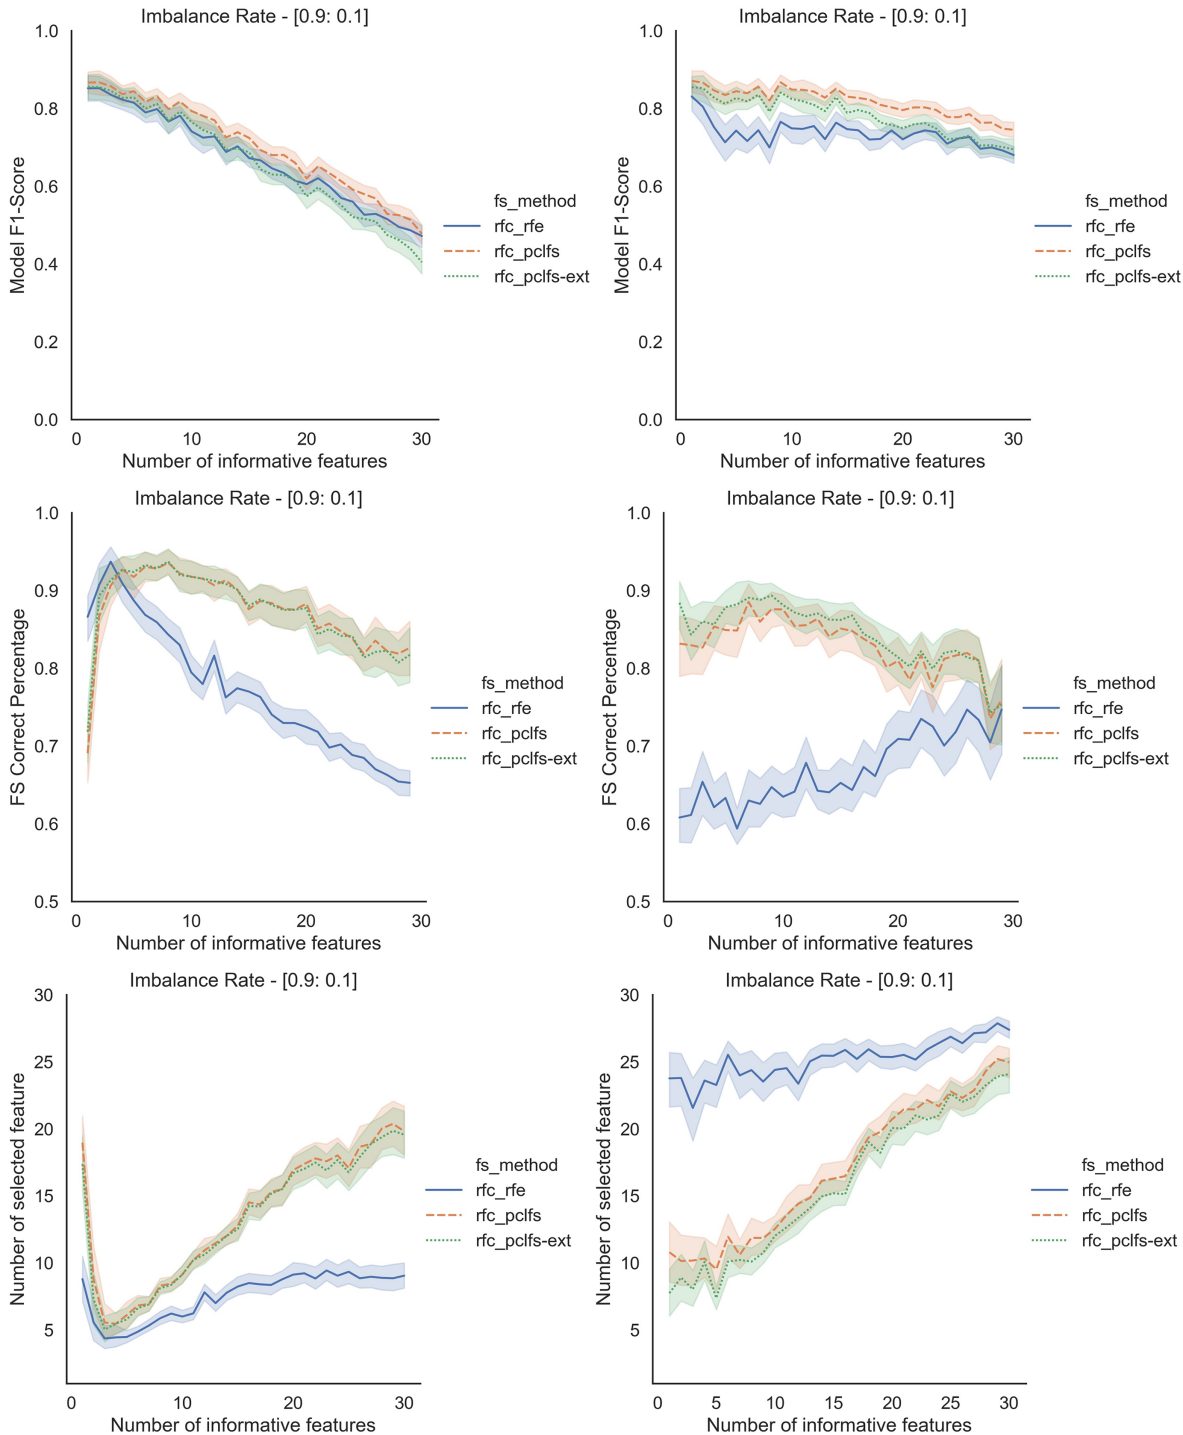 Imbalance Rate - [0.9: 0.1]
1.0
0.8
0.6
0.4
0.2
0.0
Model F1-Score
0
10
20
30
Number of informative features
fs_method
rfc_rfe
rfc_pclfs
rfc_pclfs-ext
Imbalance Rate - [0.9: 0.1]
1.0
0.8
0.6
0.4
0.2
0.0
Model F1-Score
0
10
20
30
Number of informative features
fs_method
rfc_rfe
rfc_pclfs
rfc_pclfs-ext
Imbalance Rate - [0.9: 0.1]
1.0
0.9
0.8
0.7
0.6
0.5
FS Correct Percentage
0
10
20
30
Number of informative features
fs_method
rfc_rfe
rfc_pclfs
rfc_pclfs-ext
Imbalance Rate - [0.9: 0.1]
1.0
0.9
0.8
0.7
0.6
0.5
FS Correct Percentage
0
10
20
30
Number of informative features
fs_method
rfc_rfe
rfc_pclfs
rfc_pclfs-ext
Imbalance Rate - [0.9: 0.1]
30
25
20
15
10
5
Number of selected feature
0
10
20
30
Number of informative features
fs_method
rfc_rfe
rfc_pclfs
rfc_pclfs-ext
Imbalance Rate - [0.9: 0.1]
30
25
20
15
10
5
Number of selected feature
0
5
10
15
20
25
30
Number of informative features
fs_method
rfc_rfe
rfc_pclfs
rfc_pclfs-ext